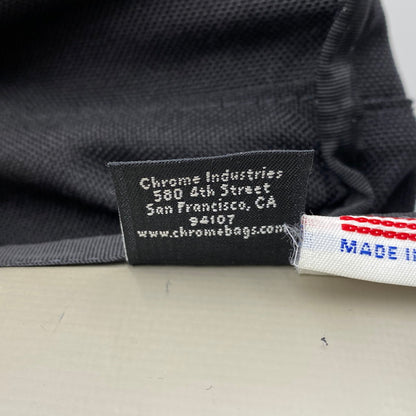 Chrome Industries
580 4th Street
San Francisco, CA
94107
www.chromebags.com
MADE I